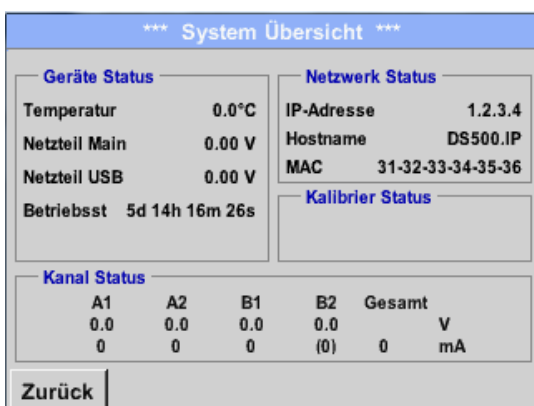 *** System Übersicht ***
Geräte Status
Temperatur 0.0°C
Netzteil Main 0.00 V
Netzteil USB 0.00 V
Betriebsst 5d 14h 16m 26s
Netzwerk Status
IP-Adresse 1.2.3.4
Hostname DS500.IP
MAC 31-32-33-34-35-36
Kalibrier Status
Kanal Status
A1 A2 B1 B2 Gesamt
0.0 0.0 0.0 0.0 V
0 0 0 (0) 0 mA
Zurück